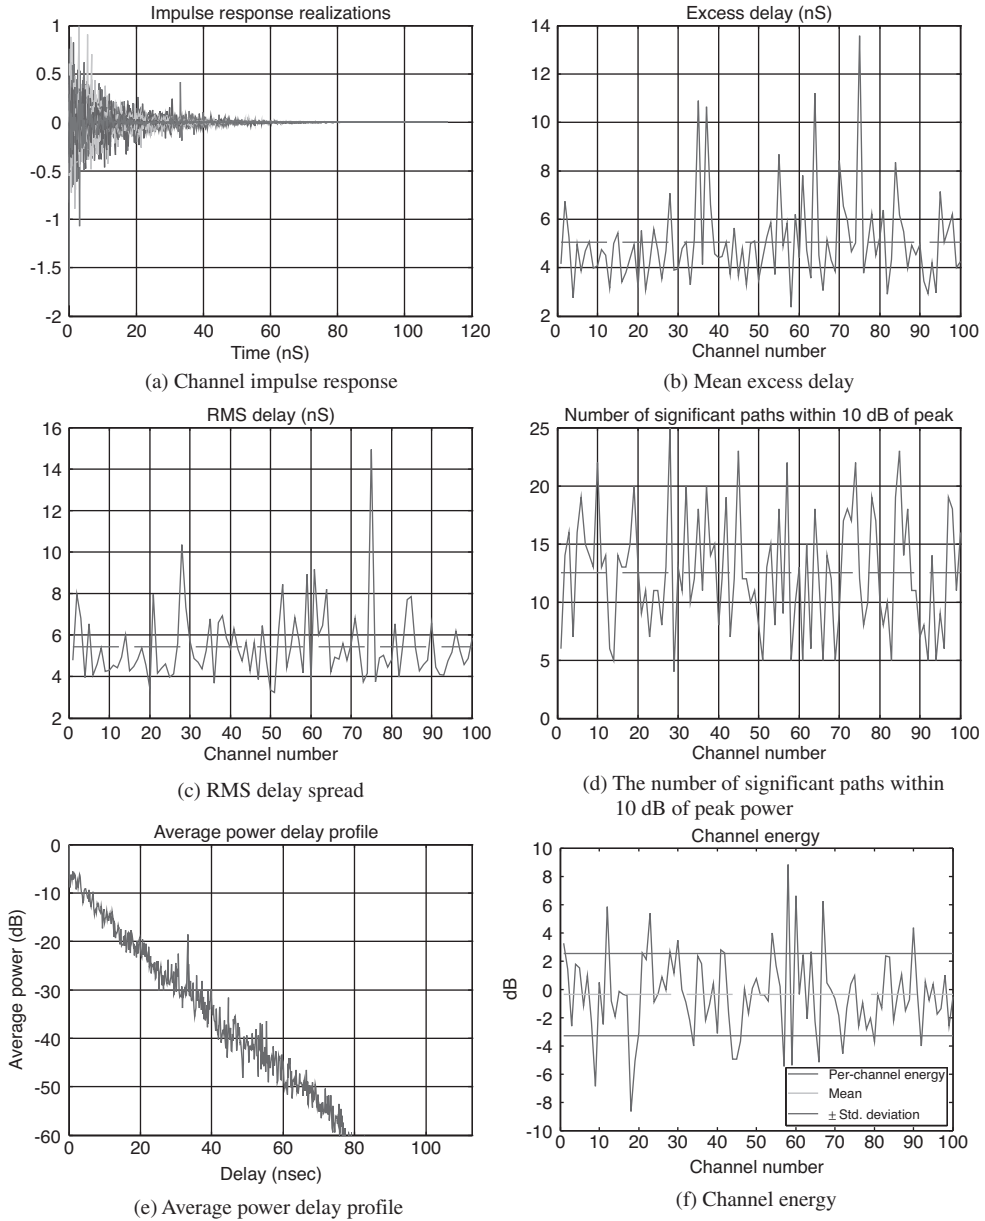 Impulse response realizations
1
0.5
0
-0.5
-1
-1.5
-2
0 20 40 60 80 100 120
Time (nS)
(a) Channel impulse response
Excess delay (nS)
14
12
10
8
6
4
2
0 10 20 30 40 50 60 70 80 90 100
Channel number
(b) Mean excess delay
RMS delay (nS)
16
14
12
10
8
6
4
2
0 10 20 30 40 50 60 70 80 90 100
Channel number
(c) RMS delay spread
Number of significant paths within 10 dB of peak
25
20
15
10
5
0
0 10 20 30 40 50 60 70 80 90 100
Channel number
(d) The number of significant paths within
10 dB of peak power
Average power delay profile
Average power (dB)
0
-10
-20
-30
-40
-50
-60
0 20 40 60 80 100
Delay (nsec)
(e) Average power delay profile
Channel energy
dB
10
8
6
4
2
0
-2
-4
-6
-8
-10
Per-channel energy
Mean
± Std. deviation
0 10 20 30 40 50 60 70 80 90 100
Channel number
(f) Channel energy